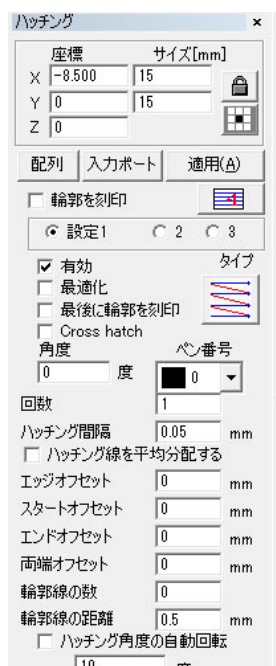 ハッチング ×
座標 サイズ[mm]
X -8.500 15
Y 0 15
Z 0
配列 入力ポート 適用(A)
輪郭を刻印
設定1 2 3
有効 タイプ
最適化
最後に輪郭を刻印
Cross hatch
角度 ペン番号
0 度 0
回数 1
ハッチング間隔 0.05 mm
ハッチング線を平均分配する
エッジオフセット 0 mm
スタートオフセット 0 mm
エンドオフセット 0 mm
両端オフセット 0 mm
輪郭線の数 0
輪郭線の距離 0.5 mm
ハッチング角度の自動回転
10 度